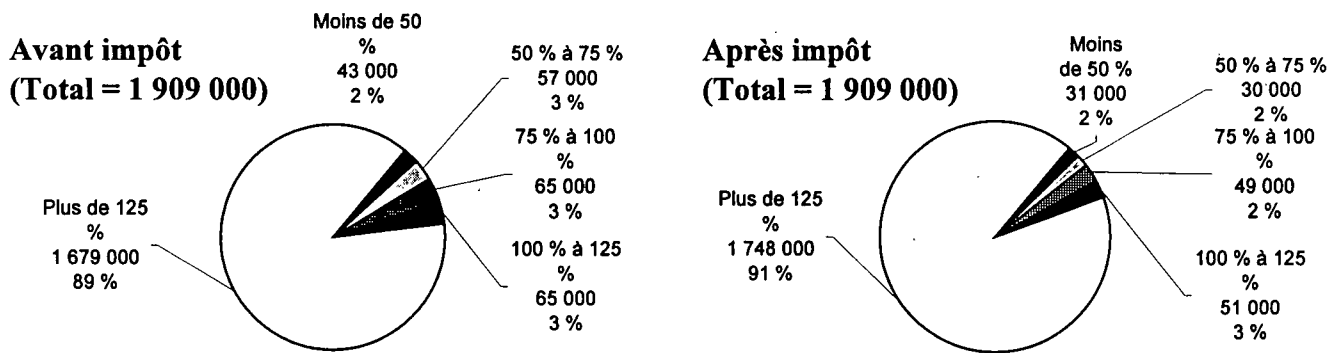 Avant impôt
(Total = 1 909 000)
Moins de 50
%
43 000
2 %
50 % à 75 %
57 000
3 %
75 % à 100
%
65 000
3 %
100 % à 125
%
65 000
3 %
Plus de 125
%
1 679 000
89 %
Après impôt
(Total = 1 909 000)
Moins
de 50 %
31 000
2 %
50 % à 75 %
30 000
2 %
75 % à 100
%
49 000
2 %
100 % à 125
%
51 000
3 %
Plus de 125
%
1 748 000
91 %